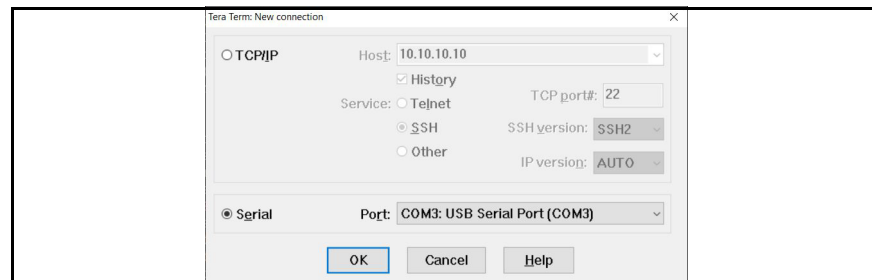 Tera Term: New connection
TCP/IP Host: 10.10.10.10
History
Service: Telnet TCP port#: 22
SSH SSH version: SSH2
Other IP version: AUTO
Serial Port: COM3: USB Serial Port (COM3)
OK Cancel Help